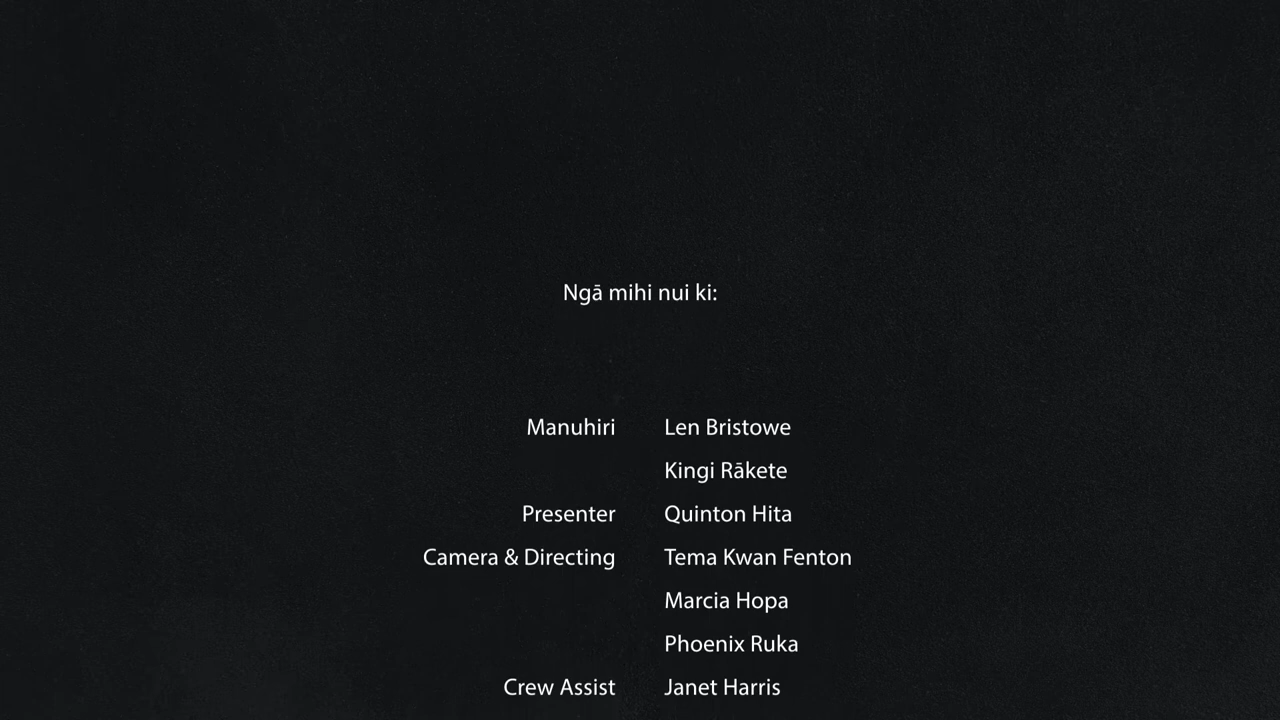 Ngā mihi nui ki:
Manuhiri Len Bristowe
Kingi Rākete
Presenter Quinton Hita
Camera & Directing Tema Kwan Fenton
Marcia Hopa
Phoenix Ruka
Crew Assist Janet Harris